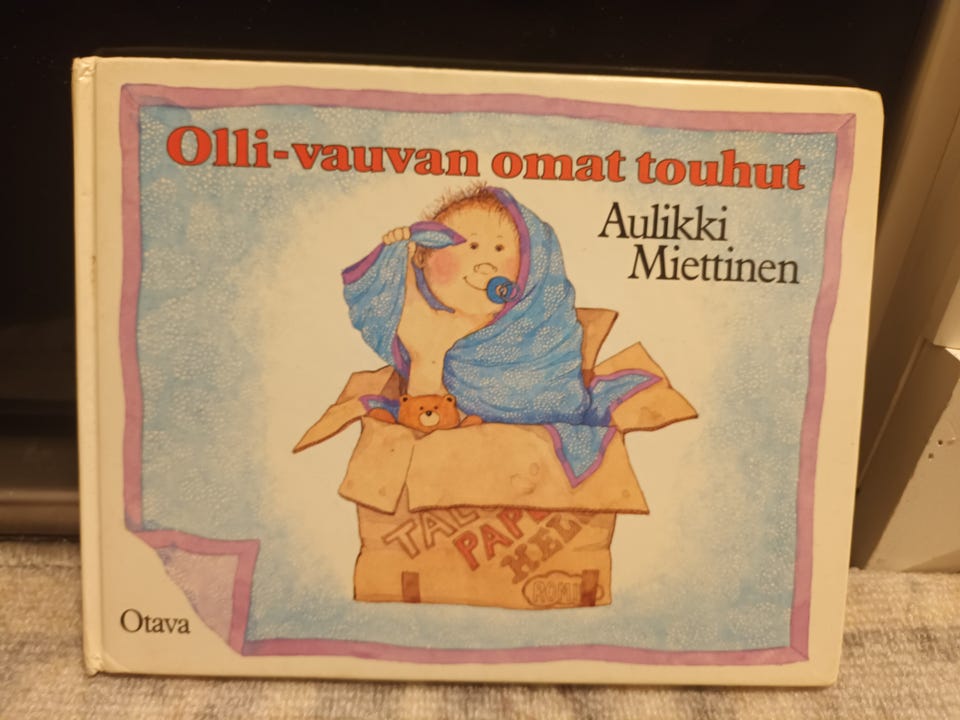 Olli-vauvan omat touhut
Aulikki
Miettinen
Otava